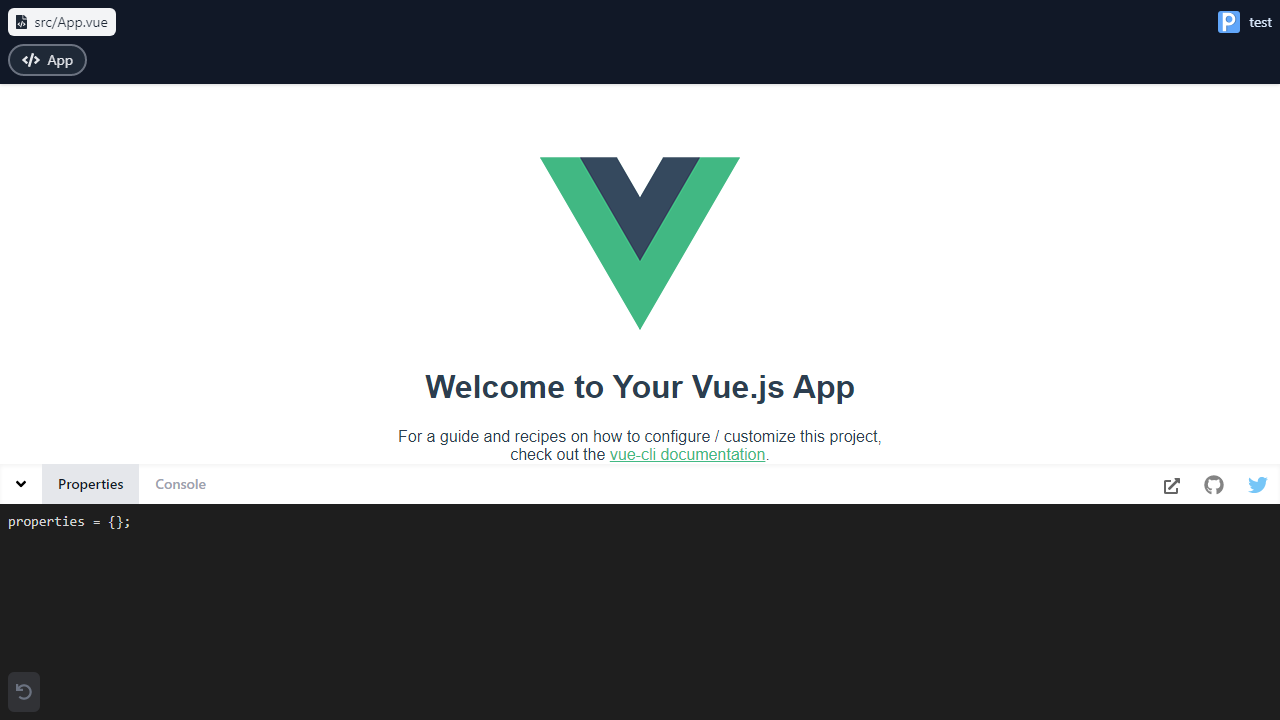 src/App.vue
test
App
Welcome to Your Vue.js App
For a guide and recipes on how to configure / customize this project,
check out the vue-cli documentation.
Properties
Console
properties = {};